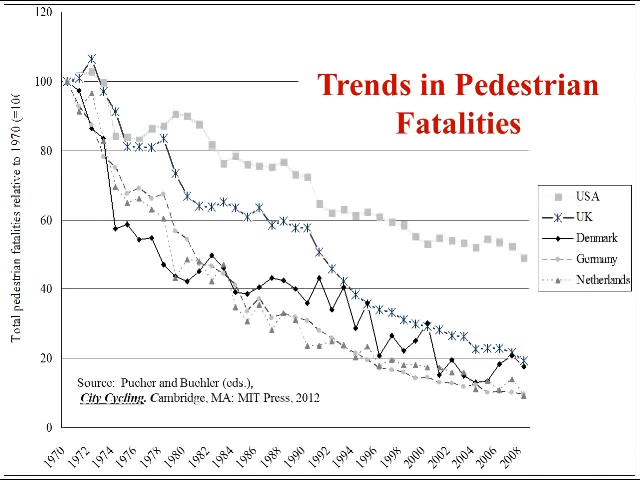 120
100
80
60
40
20
0
Total pedestrian fatalities relative to 1970 (=10(
Trends in Pedestrian
Fatalities
USA
UK
Denmark
Germany
Netherlands
Source: Pucher and Buehler (eds.),
City Cycling. Cambridge, MA: MIT Press, 2012
1970
1972
1974
1976
1978
1980
1982
1984
1986
1988
1990
1992
1994
1996
1998
2000
2002
2004
2006
2008